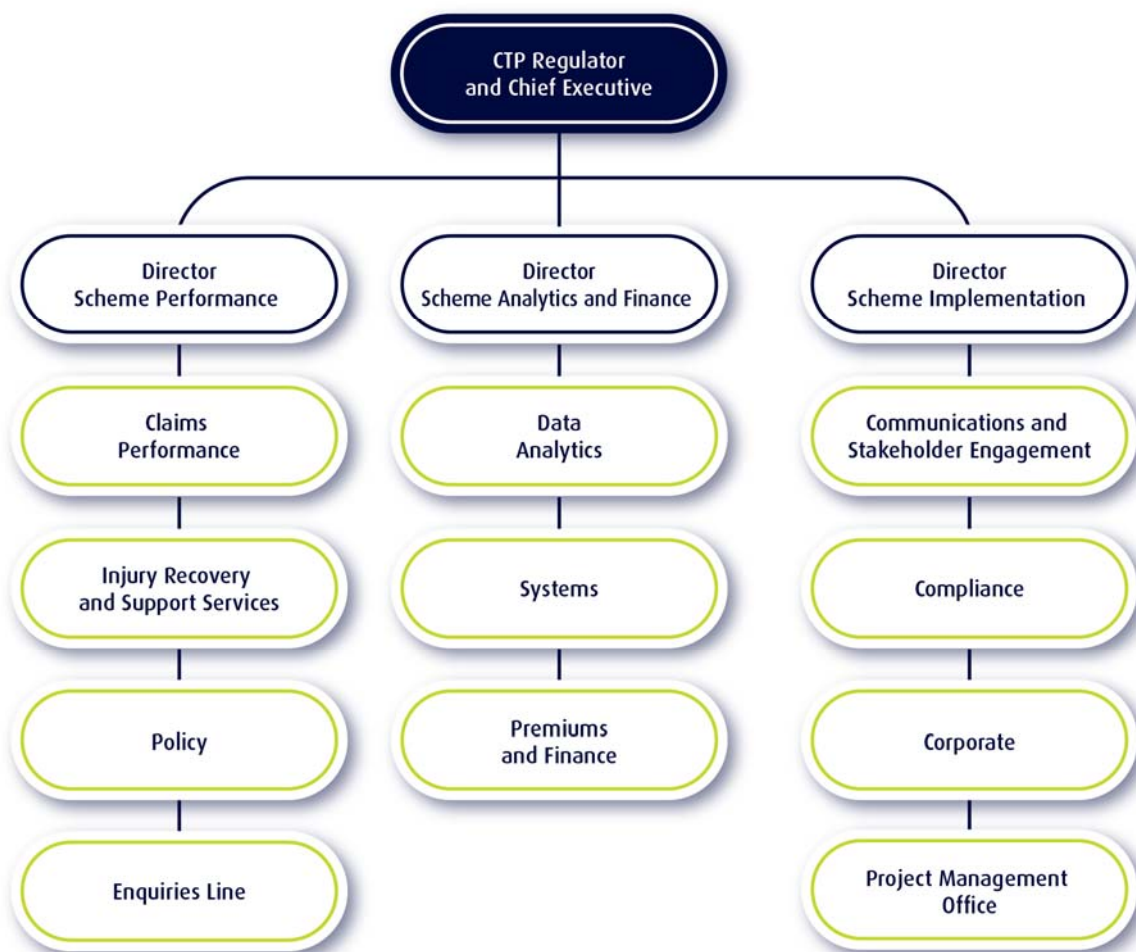 CTP Regulator
and Chief Executive
Director
Scheme Performance
Director
Scheme Analytics and Finance
Director
Scheme Implementation
Claims
Performance
Data
Analytics
Communications and
Stakeholder Engagement
Injury Recovery
and Support Services
Systems
Compliance
Policy
Premiums
and Finance
Corporate
Enquiries Line
Project Management
Office